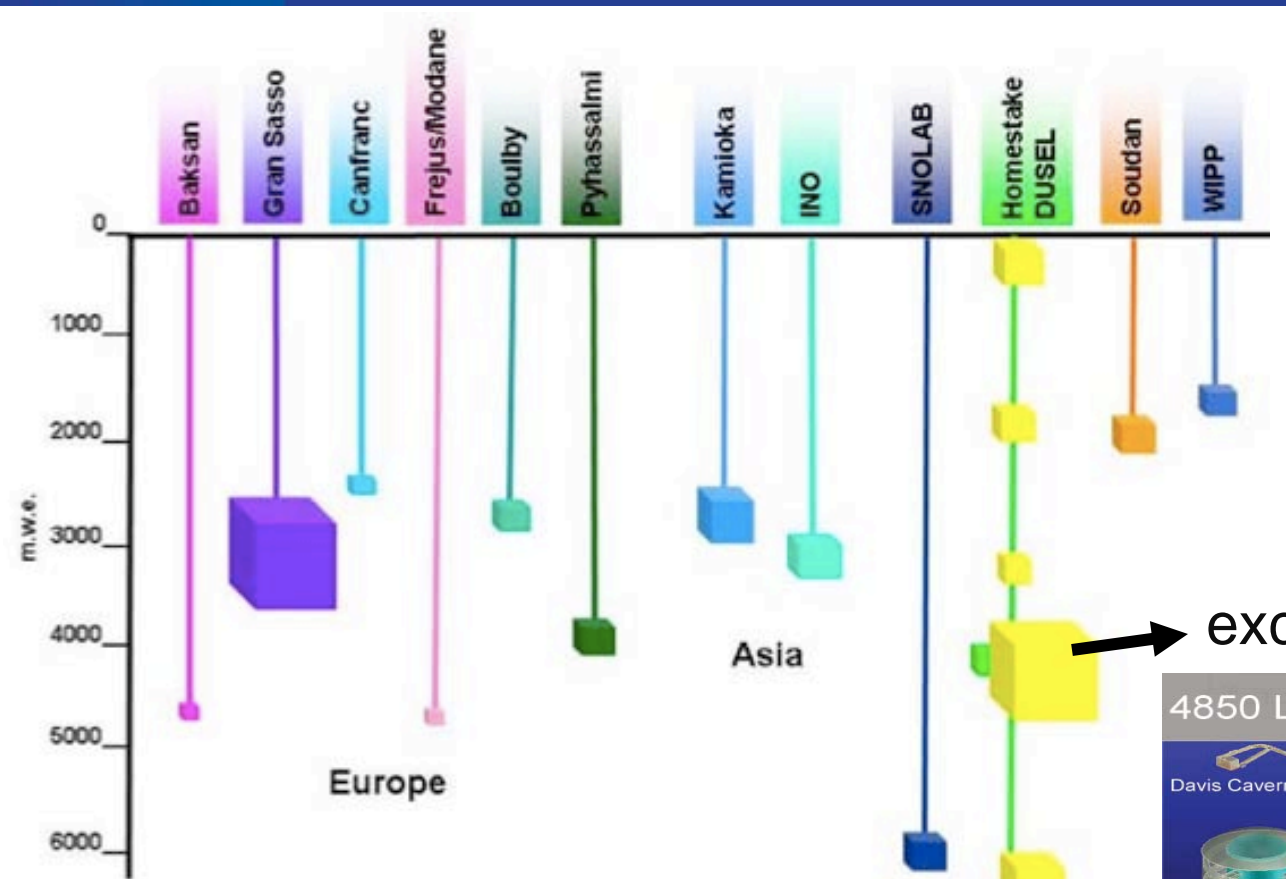 Baksan
Gran Sasso
Canfranc
Frejus/Modane
Boulby
Pyhassalmi
Kamioka
INO
SNOLAB
Homestake
DUSEL
Soudan
WIPP
0
1000
2000
3000
4000
5000
6000
m.w.e.
Asia
Europe
exc
4850 L
Davis Cavern